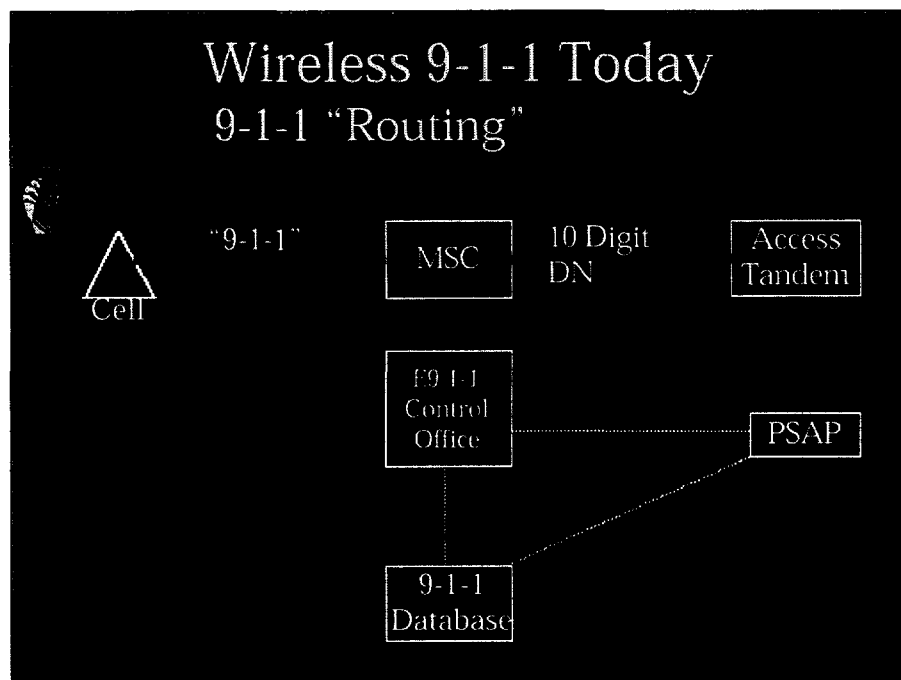 Wireless 9-1-1 Today
9-1-1 “Routing”
“9-1-1”
MSC
10 Digit
DN
Access
Tandem
Cell
E9-1-1
Control
Office
PSAP
9-1-1
Database